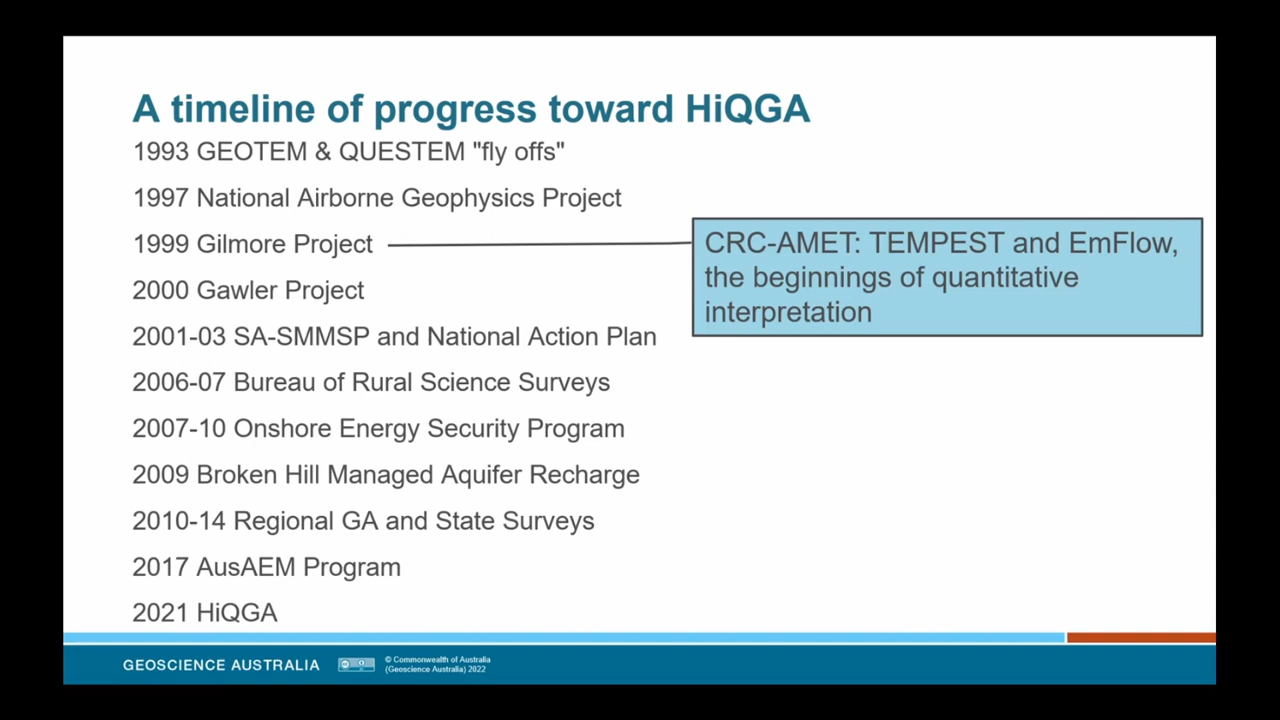 A timeline of progress toward HiQGA
1993 GEOTEM & QUESTEM "fly offs"
1997 National Airborne Geophysics Project
1999 Gilmore Project
CRC-AMET: TEMPEST and EmFlow,
the beginnings of quantitative
interpretation
2000 Gawler Project
2001-03 SA-SMMSP and National Action Plan
2006-07 Bureau of Rural Science Surveys
2007-10 Onshore Energy Security Program
2009 Broken Hill Managed Aquifer Recharge
2010-14 Regional GA and State Surveys
2017 AusAEM Program
2021 HiQGA
GEOSCIENCE AUSTRALIA
© Commonwealth of Australia
(Geoscience Australia) 2022